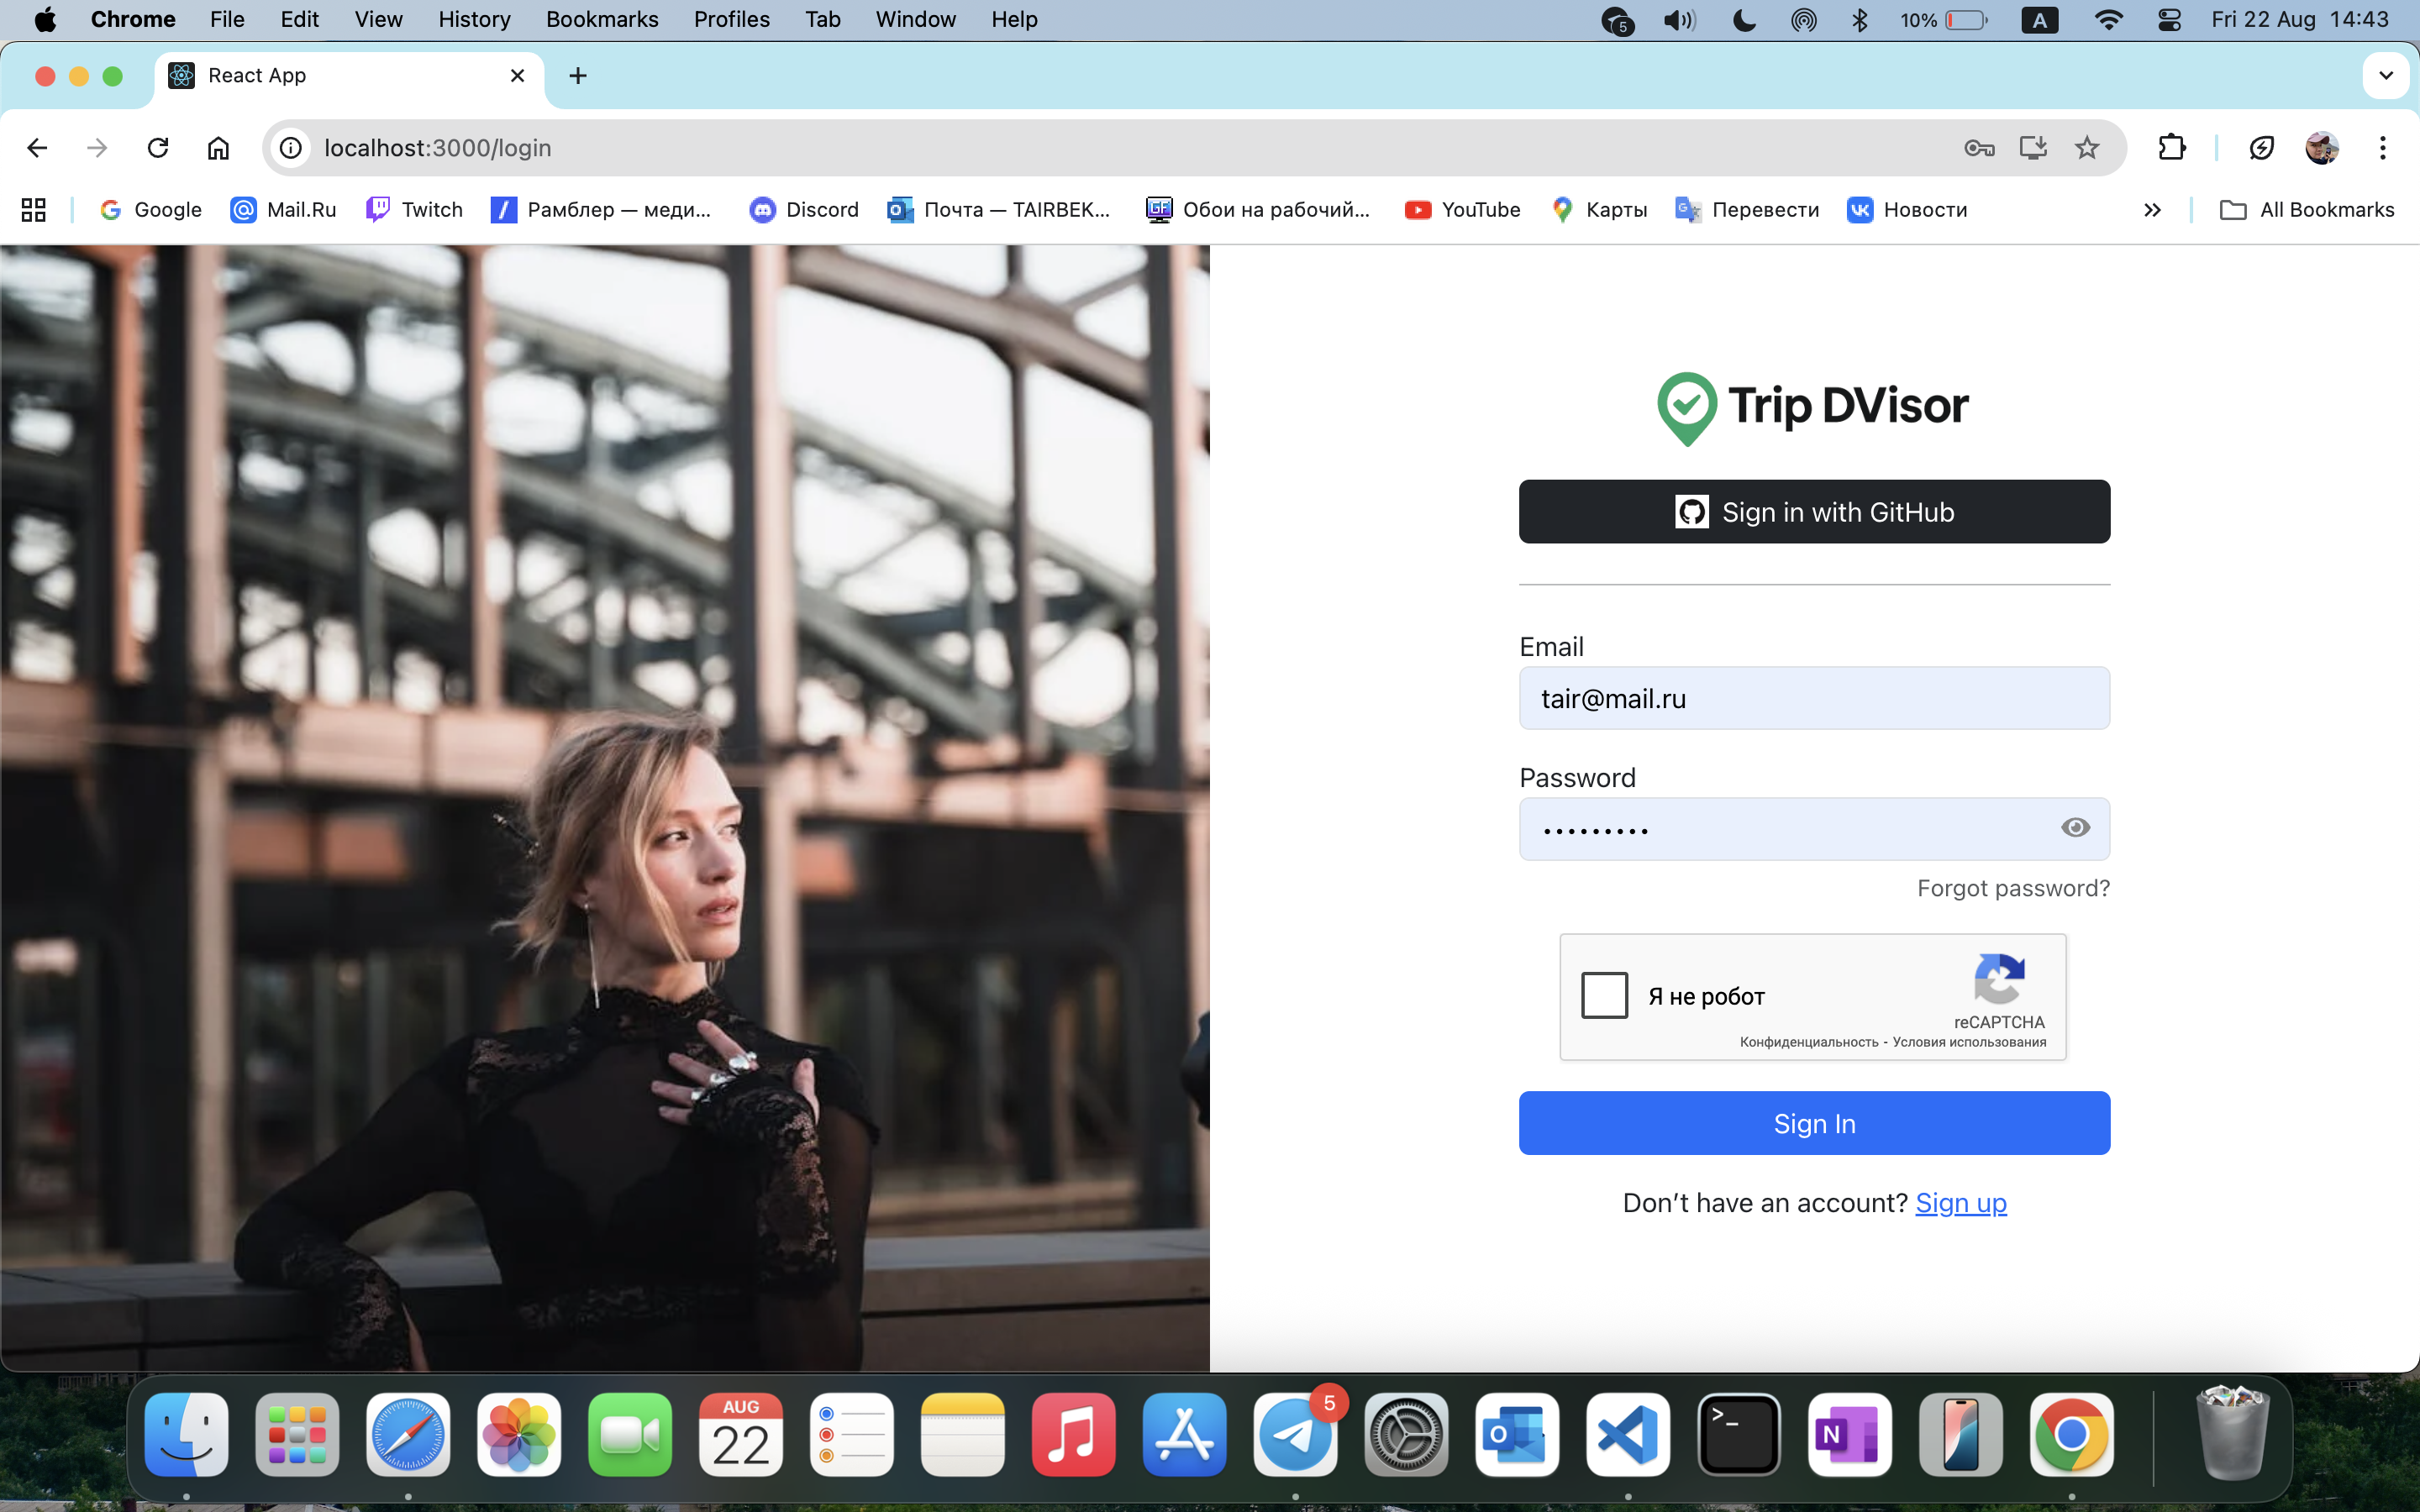 Chrome File Edit View History Bookmarks Profiles Tab Window Help 5 10% A Fri 22 Aug 14:43
React App
localhost:3000/login
Google Mail.Ru Twitch Рамблер — меди... Discord Почта — TAIRBEK... GF Обои на рабочий... YouTube Карты Перевести Новости All Bookmarks
Trip DVisor
Sign in with GitHub
Email
tair@mail.ru
Password
•••••••••
Forgot password?
Я не робот
reCAPTCHA
Конфиденциальность - Условия использования
Sign In
Don't have an account? Sign up
AUG
22
5